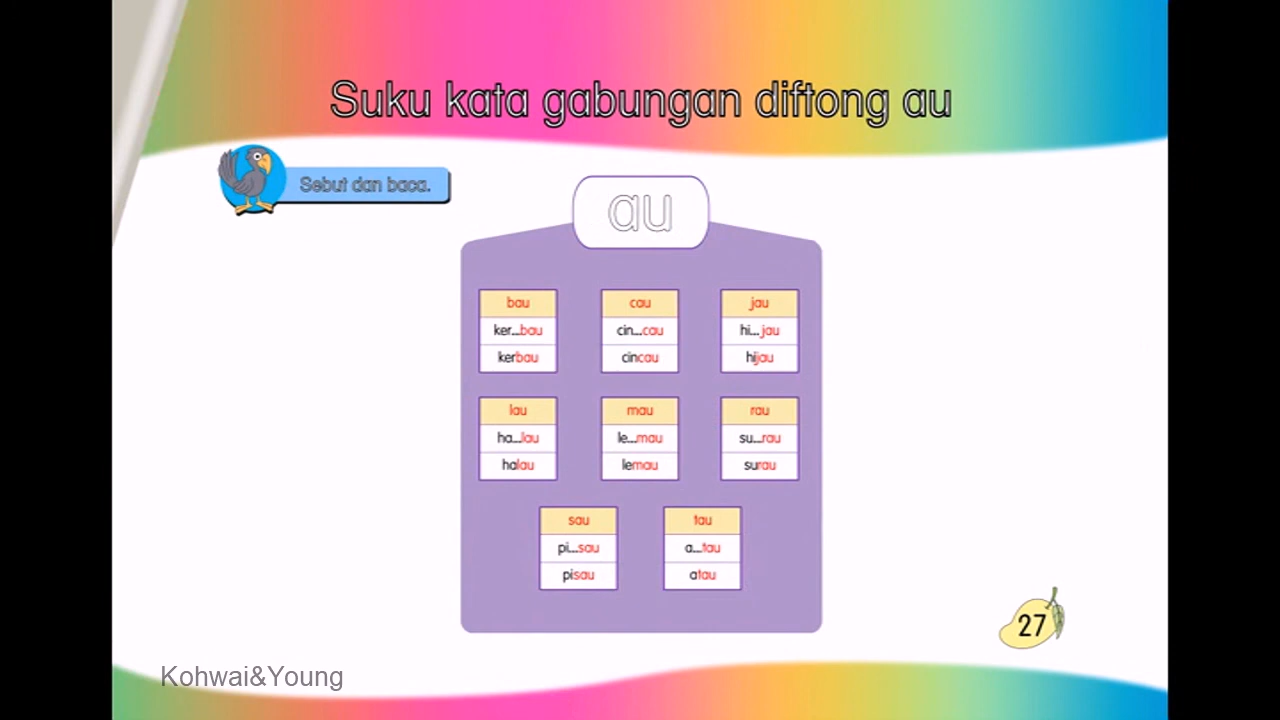 Suku kata gabungan diftong au
Sebut dan baca.
au
bau
ker...bau
kerbau
cau
cin...cau
cincau
jau
hi...jau
hijau
lau
ha...lau
halau
mau
le...mau
lemau
rau
su...rau
surau
sau
pi...sau
pisau
tau
a...tau
atau
27
Kohwai&Young